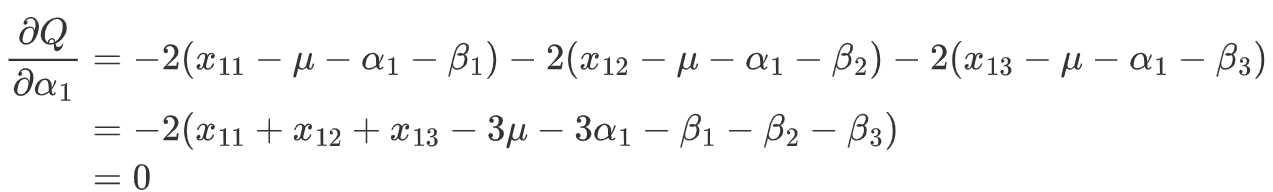 ∂Q/∂α₁ = −2(x₁₁ − μ − α₁ − β₁) − 2(x₁₂ − μ − α₁ − β₂) − 2(x₁₃ − μ − α₁ − β₃)
= −2(x₁₁ + x₁₂ + x₁₃ − 3μ − 3α₁ − β₁ − β₂ − β₃)
= 0